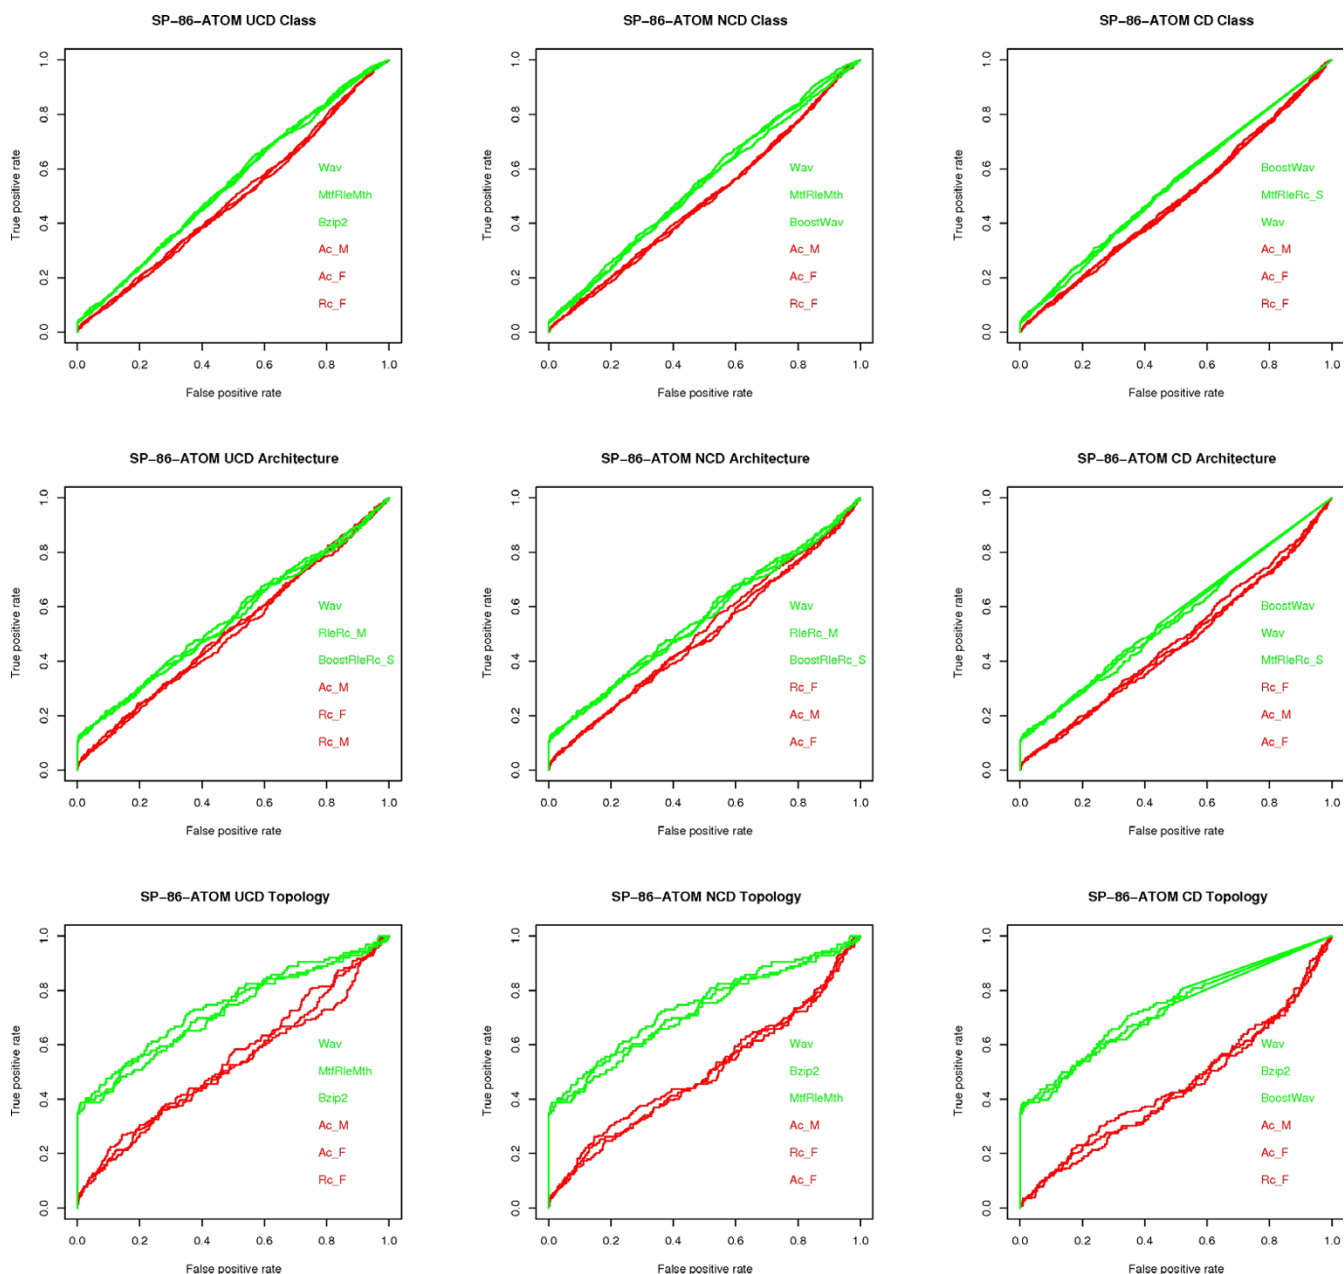 SP–86–ATOM UCD Class
True positive rate
0.0 0.2 0.4 0.6 0.8 1.0
Wav
MtfRleMth
Bzip2
Ac_M
Ac_F
Rc_F
0.0 0.2 0.4 0.6 0.8 1.0
False positive rate
SP–86–ATOM NCD Class
True positive rate
0.0 0.2 0.4 0.6 0.8 1.0
Wav
MtfRleMth
BoostWav
Ac_M
Ac_F
Rc_F
0.0 0.2 0.4 0.6 0.8 1.0
False positive rate
SP–86–ATOM CD Class
True positive rate
0.0 0.2 0.4 0.6 0.8 1.0
BoostWav
MtfRleRc_S
Wav
Ac_M
Ac_F
Rc_F
0.0 0.2 0.4 0.6 0.8 1.0
False positive rate
SP–86–ATOM UCD Architecture
True positive rate
0.0 0.2 0.4 0.6 0.8 1.0
Wav
RleRc_M
BoostRleRc_S
Ac_M
Rc_F
Rc_M
0.0 0.2 0.4 0.6 0.8 1.0
False positive rate
SP–86–ATOM NCD Architecture
True positive rate
0.0 0.2 0.4 0.6 0.8 1.0
Wav
RleRc_M
BoostRleRc_S
Rc_F
Ac_M
Ac_F
0.0 0.2 0.4 0.6 0.8 1.0
False positive rate
SP–86–ATOM CD Architecture
True positive rate
0.0 0.2 0.4 0.6 0.8 1.0
BoostWav
Wav
MtfRleRc_S
Rc_F
Ac_M
Ac_F
0.0 0.2 0.4 0.6 0.8 1.0
False positive rate
SP–86–ATOM UCD Topology
True positive rate
0.0 0.2 0.4 0.6 0.8 1.0
Wav
MtfRleMth
Bzip2
Ac_M
Ac_F
Rc_F
0.0 0.2 0.4 0.6 0.8 1.0
False positive rate
SP–86–ATOM NCD Topology
True positive rate
0.0 0.2 0.4 0.6 0.8 1.0
Wav
Bzip2
MtfRleMth
Ac_M
Rc_F
Ac_F
0.0 0.2 0.4 0.6 0.8 1.0
False positive rate
SP–86–ATOM CD Topology
True positive rate
0.0 0.2 0.4 0.6 0.8 1.0
Wav
Bzip2
BoostWav
Ac_M
Ac_F
Rc_F
0.0 0.2 0.4 0.6 0.8 1.0
False positive rate